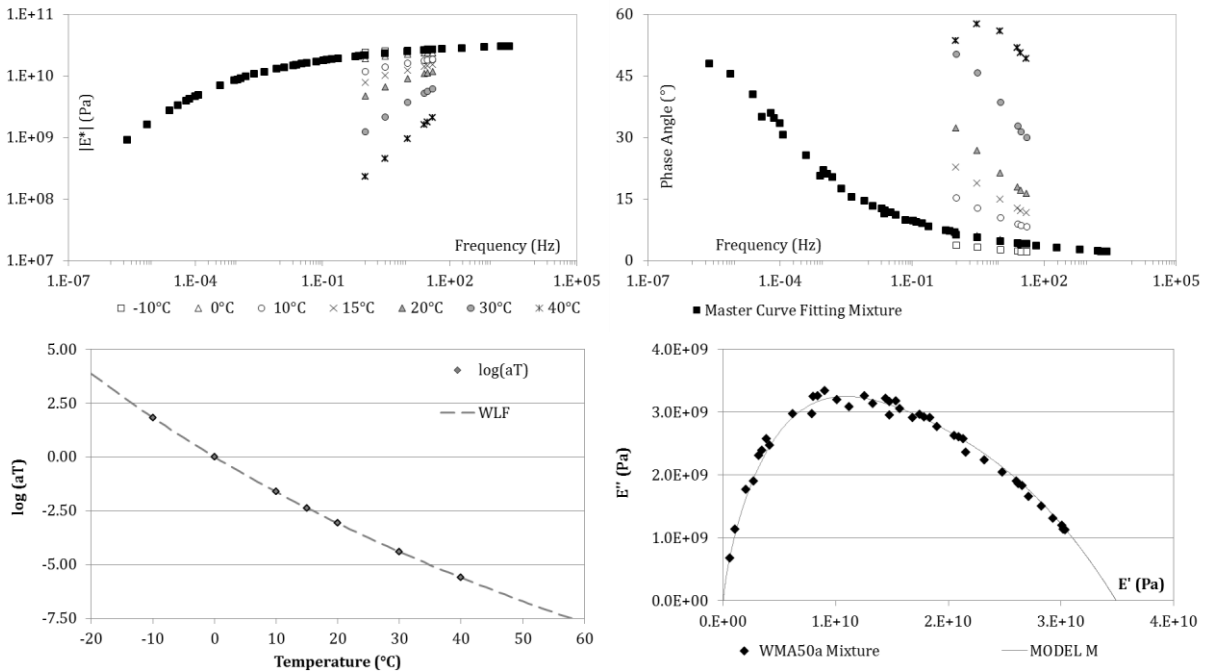 1.E+11
1.E+10
1.E+09
1.E+08
1.E+07
|E*| (Pa)
Frequency (Hz)
1.E-07
1.E-04
1.E-01
1.E+02
1.E+05
-10°C
0°C
10°C
15°C
20°C
30°C
40°C
60
45
30
15
0
Phase Angle (°)
Frequency (Hz)
1.E-07
1.E-04
1.E-01
1.E+02
1.E+05
Master Curve Fitting Mixture
5.00
2.50
0.00
-2.50
-5.00
-7.50
log (aT)
log(aT)
WLF
-20
-10
0
10
20
30
40
50
60
Temperature (°C)
4.0E+09
3.0E+09
2.0E+09
1.0E+09
0.0E+00
E'' (Pa)
E' (Pa)
0.E+00
1.E+10
2.E+10
3.E+10
4.E+10
WMA50a Mixture
MODEL M